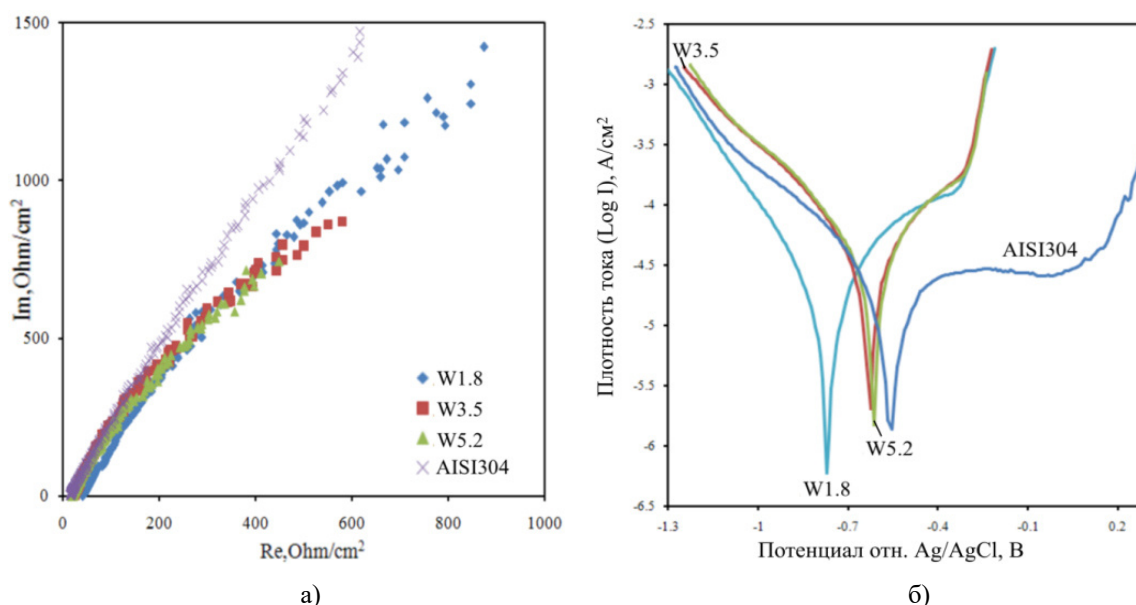 1500
1000
500
0
0
200
400
600
800
1000
Im,Ohm/cm²
Re,Ohm/cm²
W1.8
W3.5
W5.2
AISI304
а)
-2.5
-3
-3.5
-4
-4.5
-5
-5.5
-6
-6.5
-1.3
-1
-0.7
-0.4
-0.1
0.2
Плотность тока (Log I), А/см²
Потенциал отн. Ag/AgCl, В
W3.5
AISI304
W5.2
W1.8
б)